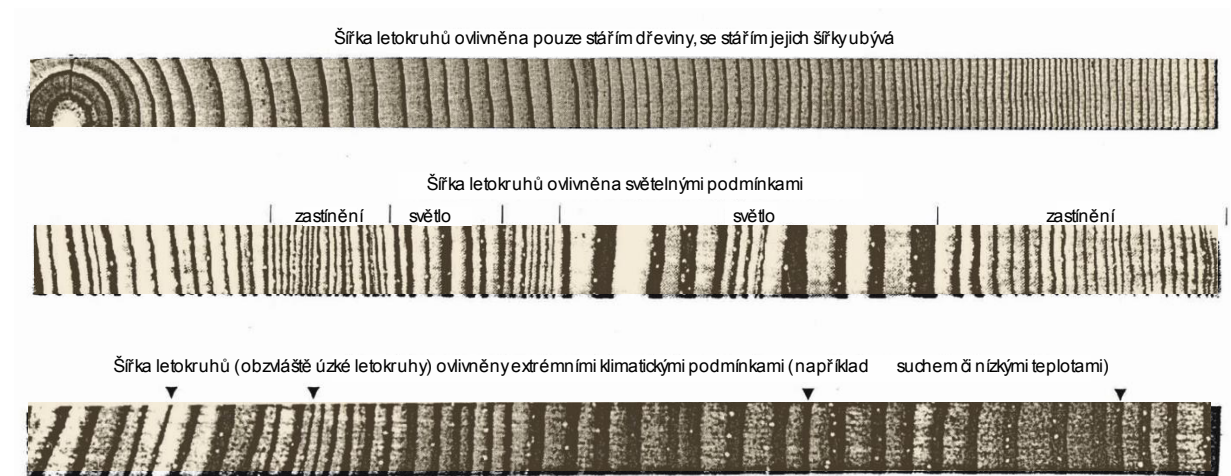 Šířka letokruhů ovlivněna pouze stářím dřeviny, se stářím jejich šířky ubývá
Šířka letokruhů ovlivněna světelnými podmínkami
zastínění světlo světlo zastínění
Šířka letokruhů (obzvláště úzké letokruhy) ovlivněny extrémními klimatickými podmínkami (například suchem či nízkými teplotami)